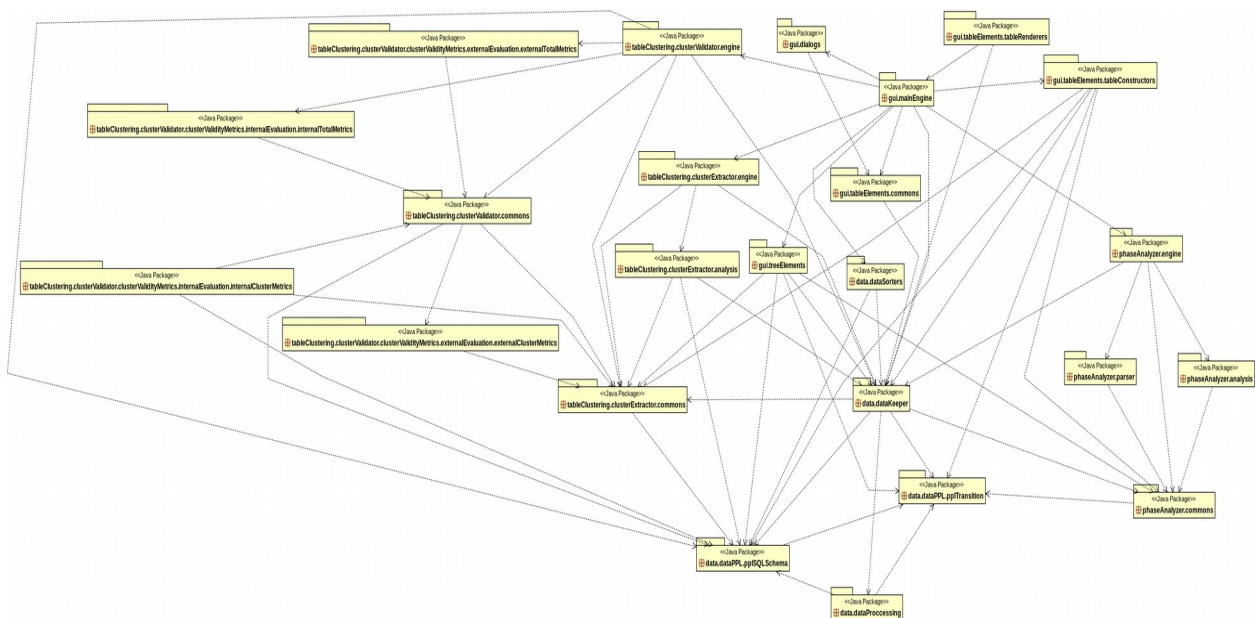 <<Java Package>>
gui.tableElements.tableRenderers
<<Java Package>>
tableClustering.clusterValidator.clusterValidityMetrics.externalEvaluation.externalTotalMetrics
<<Java Package>>
tableClustering.clusterValidator.engine
<<Java Package>>
gui.dialogs
<<Java Package>>
gui.tableElements.tableConstructors
<<Java Package>>
gui.mainEngine
<<Java Package>>
tableClustering.clusterValidator.clusterValidityMetrics.internalEvaluation.internalTotalMetrics
<<Java Package>>
tableClustering.clusterExtractor.engine
<<Java Package>>
gui.tableElements.commons
<<Java Package>>
tableClustering.clusterValidator.commons
<<Java Package>>
phaseAnalyzer.engine
<<Java Package>>
tableClustering.clusterExtractor.analysis
<<Java Package>>
gui.treeElements
<<Java Package>>
data.dataSorters
<<Java Package>>
tableClustering.clusterValidator.clusterValidityMetrics.internalEvaluation.internalClusterMetrics
<<Java Package>>
tableClustering.clusterValidator.clusterValidityMetrics.externalEvaluation.externalClusterMetrics
<<Java Package>>
phaseAnalyzer.parser
<<Java Package>>
phaseAnalyzer.analysis
<<Java Package>>
tableClustering.clusterExtractor.commons
<<Java Package>>
data.dataKeeper
<<Java Package>>
data.dataPPL.pplTransition
<<Java Package>>
phaseAnalyzer.commons
<<Java Package>>
data.dataPPL.pplSQLSchema
<<Java Package>>
data.dataProccessing